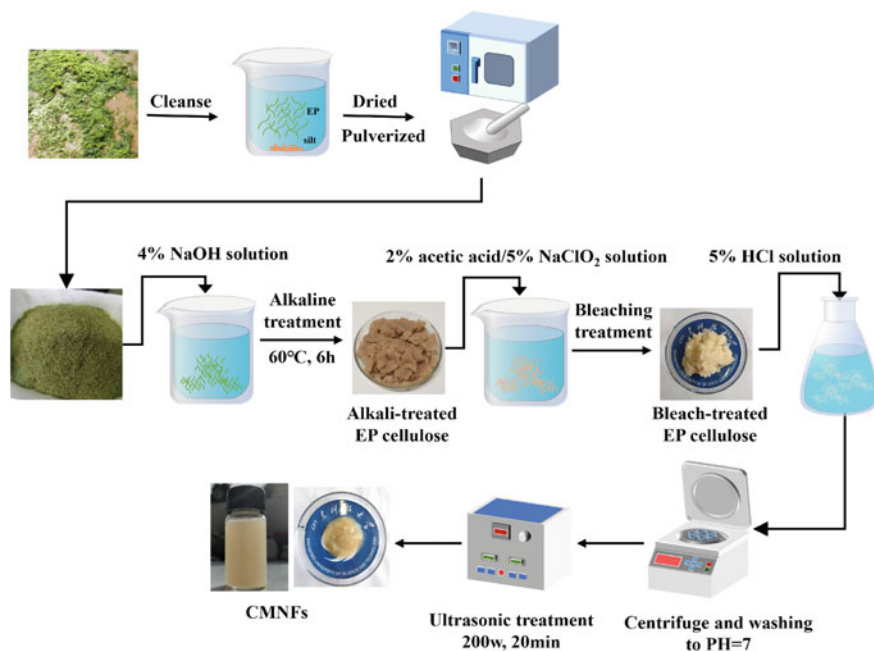 Cleanse
EP
silt
Dried
Pulverized
4% NaOH solution
Alkaline
treatment
60℃, 6h
Alkali-treated
EP cellulose
2% acetic acid/5% NaClO₂ solution
Bleaching
treatment
Bleach-treated
EP cellulose
5% HCl solution
Centrifuge and washing
to PH=7
Ultrasonic treatment
200w, 20min
CMNFs